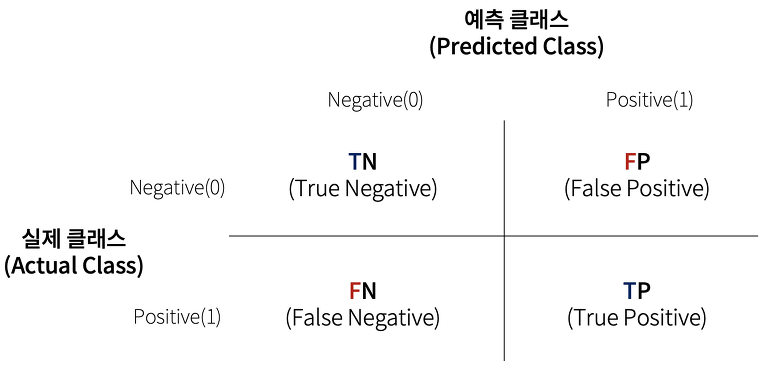 예측 클래스
(Predicted Class)
Negative(0)
Positive(1)
Negative(0)
TN
(True Negative)
FP
(False Positive)
실제 클래스
(Actual Class)
Positive(1)
FN
(False Negative)
TP
(True Positive)